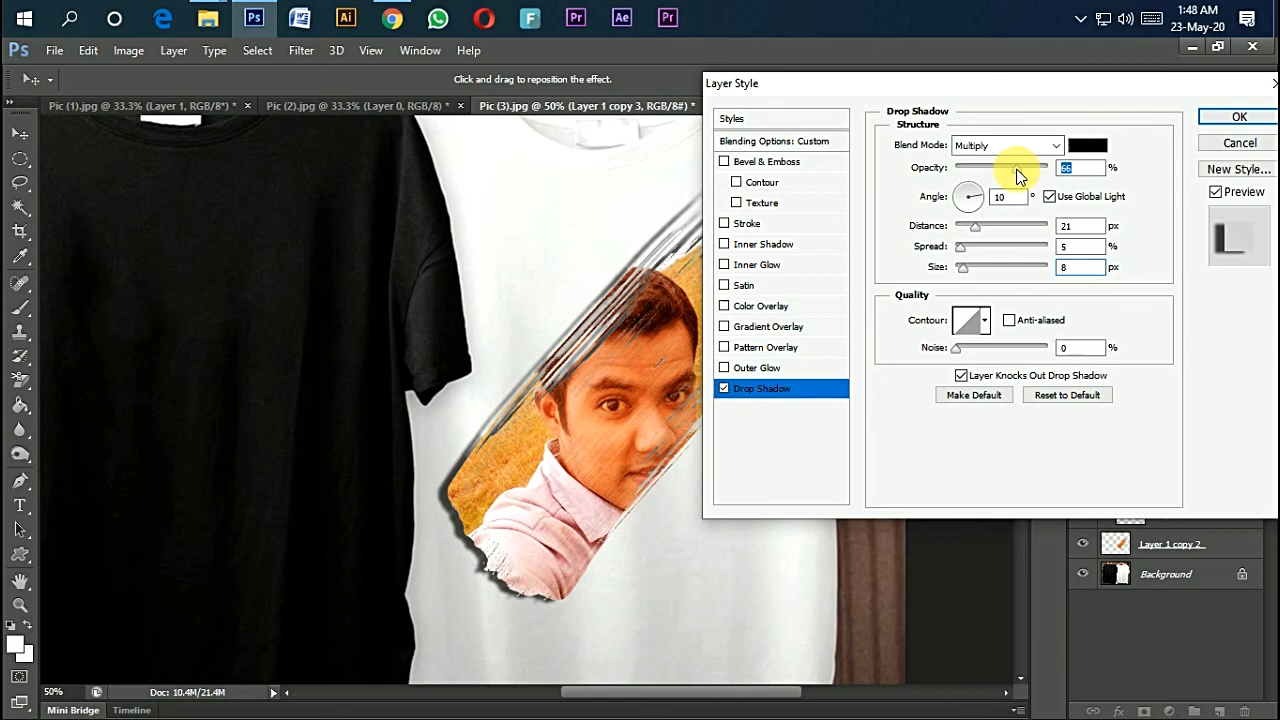 Ps
Ai
F
Pr
Ae
Pr
1:48 AM
23-May-20
Ps File Edit Image Layer Type Select Filter 3D View Window Help
Click and drag to reposition the effect.
Pic (1).jpg @ 33.3% (Layer 1, RGB/8*) * ×
Pic (2).jpg @ 33.3% (Layer 0, RGB/8) * ×
Pic (3).jpg @ 50% (Layer 1 copy 3, RGB/8#) *
Layer Style
Styles
Blending Options: Custom
Bevel & Emboss
Contour
Texture
Stroke
Inner Shadow
Inner Glow
Satin
Color Overlay
Gradient Overlay
Pattern Overlay
Outer Glow
Drop Shadow
Drop Shadow
Structure
Blend Mode: Multiply
Opacity: 66 %
Angle: 10 ° Use Global Light
Distance: 21 px
Spread: 5 %
Size: 8 px
Quality
Contour: Anti-aliased
Noise: 0 %
Layer Knocks Out Drop Shadow
Make Default Reset to Default
OK
Cancel
New Style...
Preview
Layer 1 copy 2
Background
50%
Doc: 10.4M/21.4M
Mini Bridge Timeline
fx